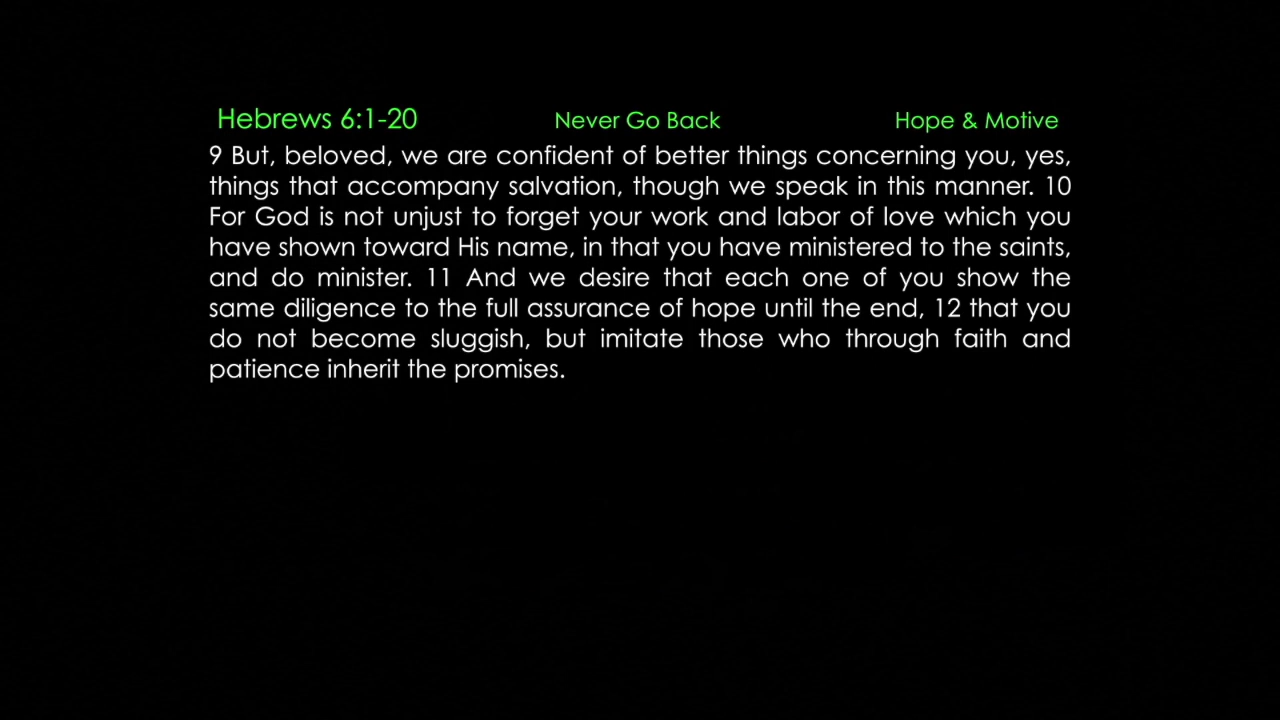 Hebrews 6:1-20 Never Go Back Hope & Motive
9 But, beloved, we are confident of better things concerning you, yes,
things that accompany salvation, though we speak in this manner. 10
For God is not unjust to forget your work and labor of love which you
have shown toward His name, in that you have ministered to the saints,
and do minister. 11 And we desire that each one of you show the
same diligence to the full assurance of hope until the end, 12 that you
do not become sluggish, but imitate those who through faith and
patience inherit the promises.